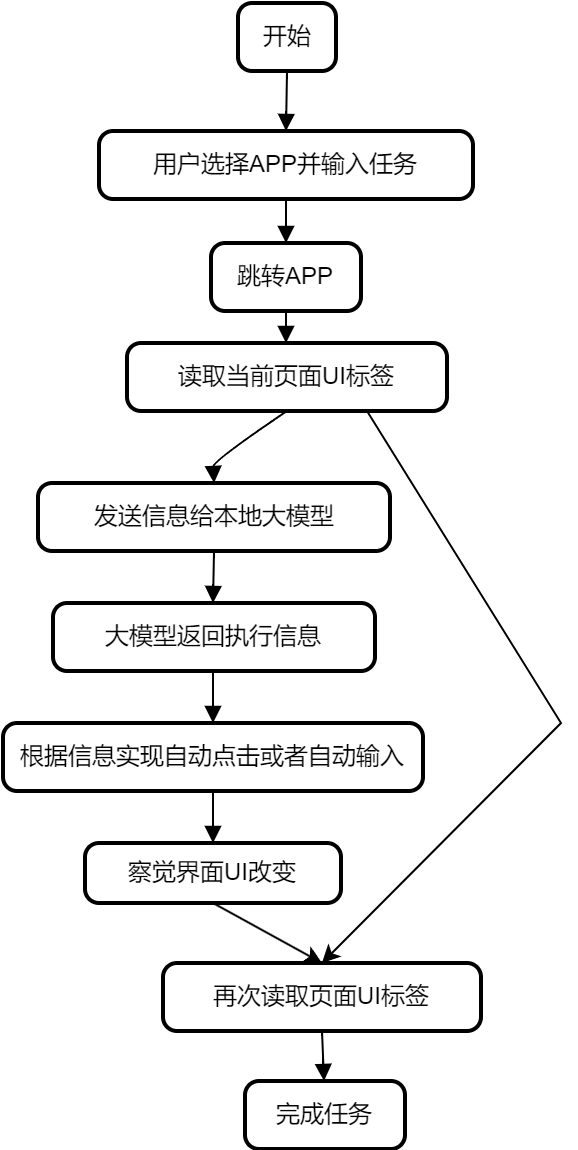 开始
用户选择APP并输入任务
跳转APP
读取当前页面UI标签
发送信息给本地大模型
大模型返回执行信息
根据信息实现自动点击或者自动输入
察觉界面UI改变
再次读取页面UI标签
完成任务